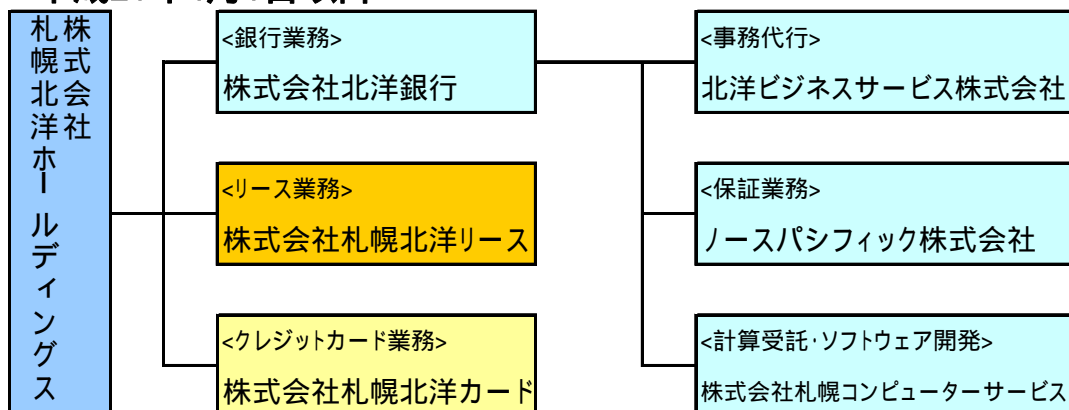 株式会社
札幌北洋ホールディングス
<銀行業務>
株式会社北洋銀行
<リース業務>
株式会社札幌北洋リース
<クレジットカード業務>
株式会社札幌北洋カード
<事務代行>
北洋ビジネスサービス株式会社
<保証業務>
ノースパシフィック株式会社
<計算受託・ソフトウェア開発>
株式会社札幌コンピューターサービス